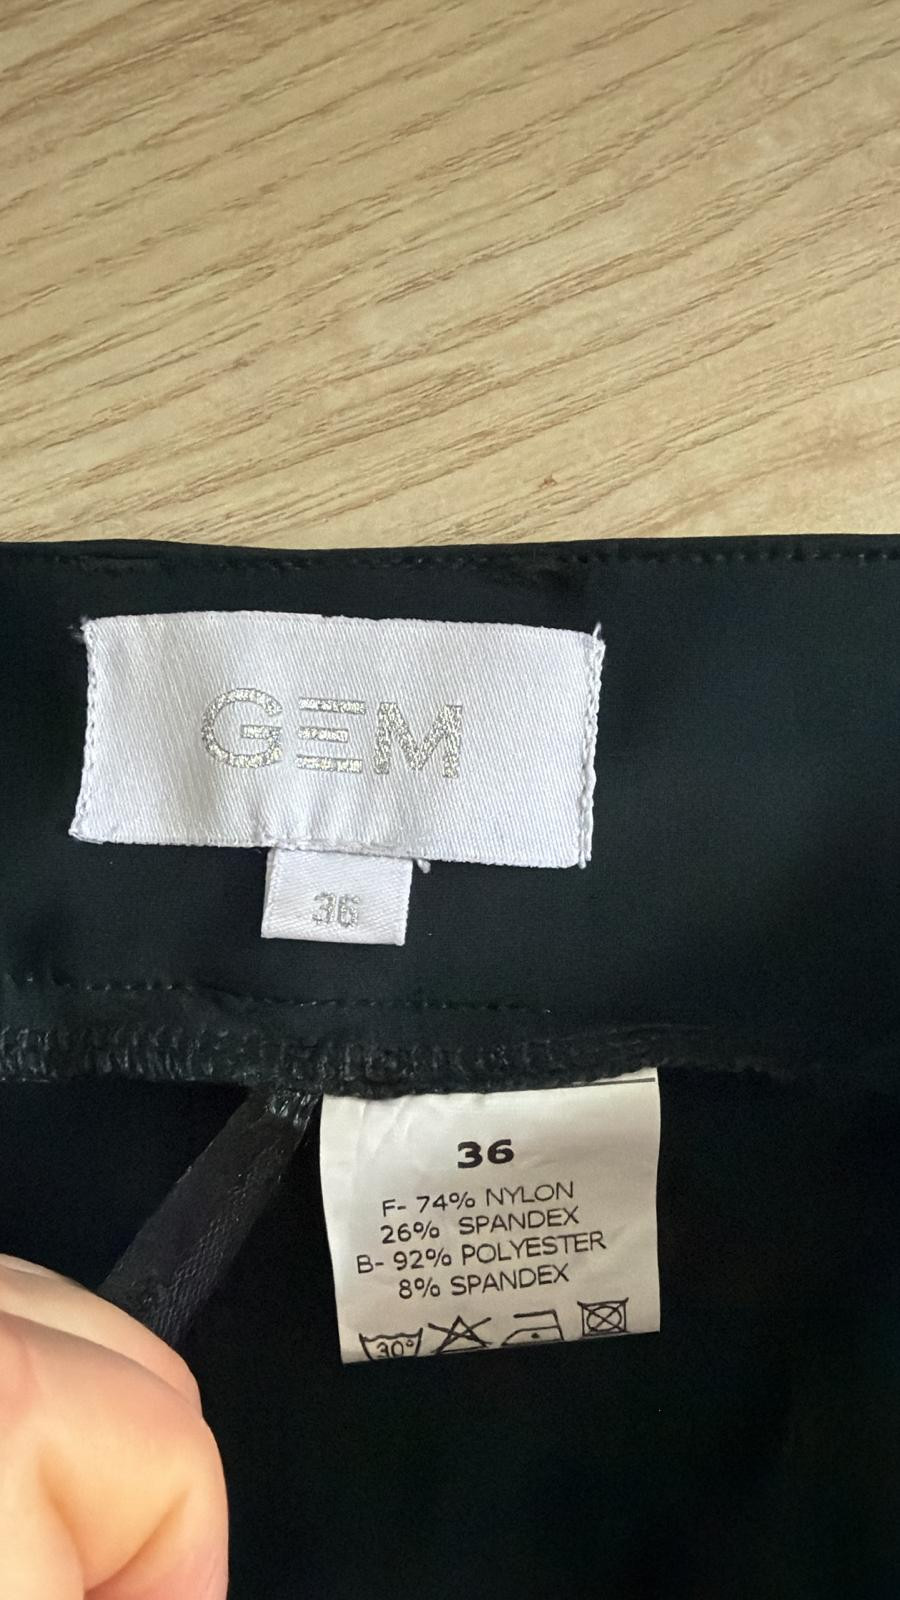 GEM
36
36
F- 74% NYLON
26% SPANDEX
B- 92% POLYESTER
8% SPANDEX
30°